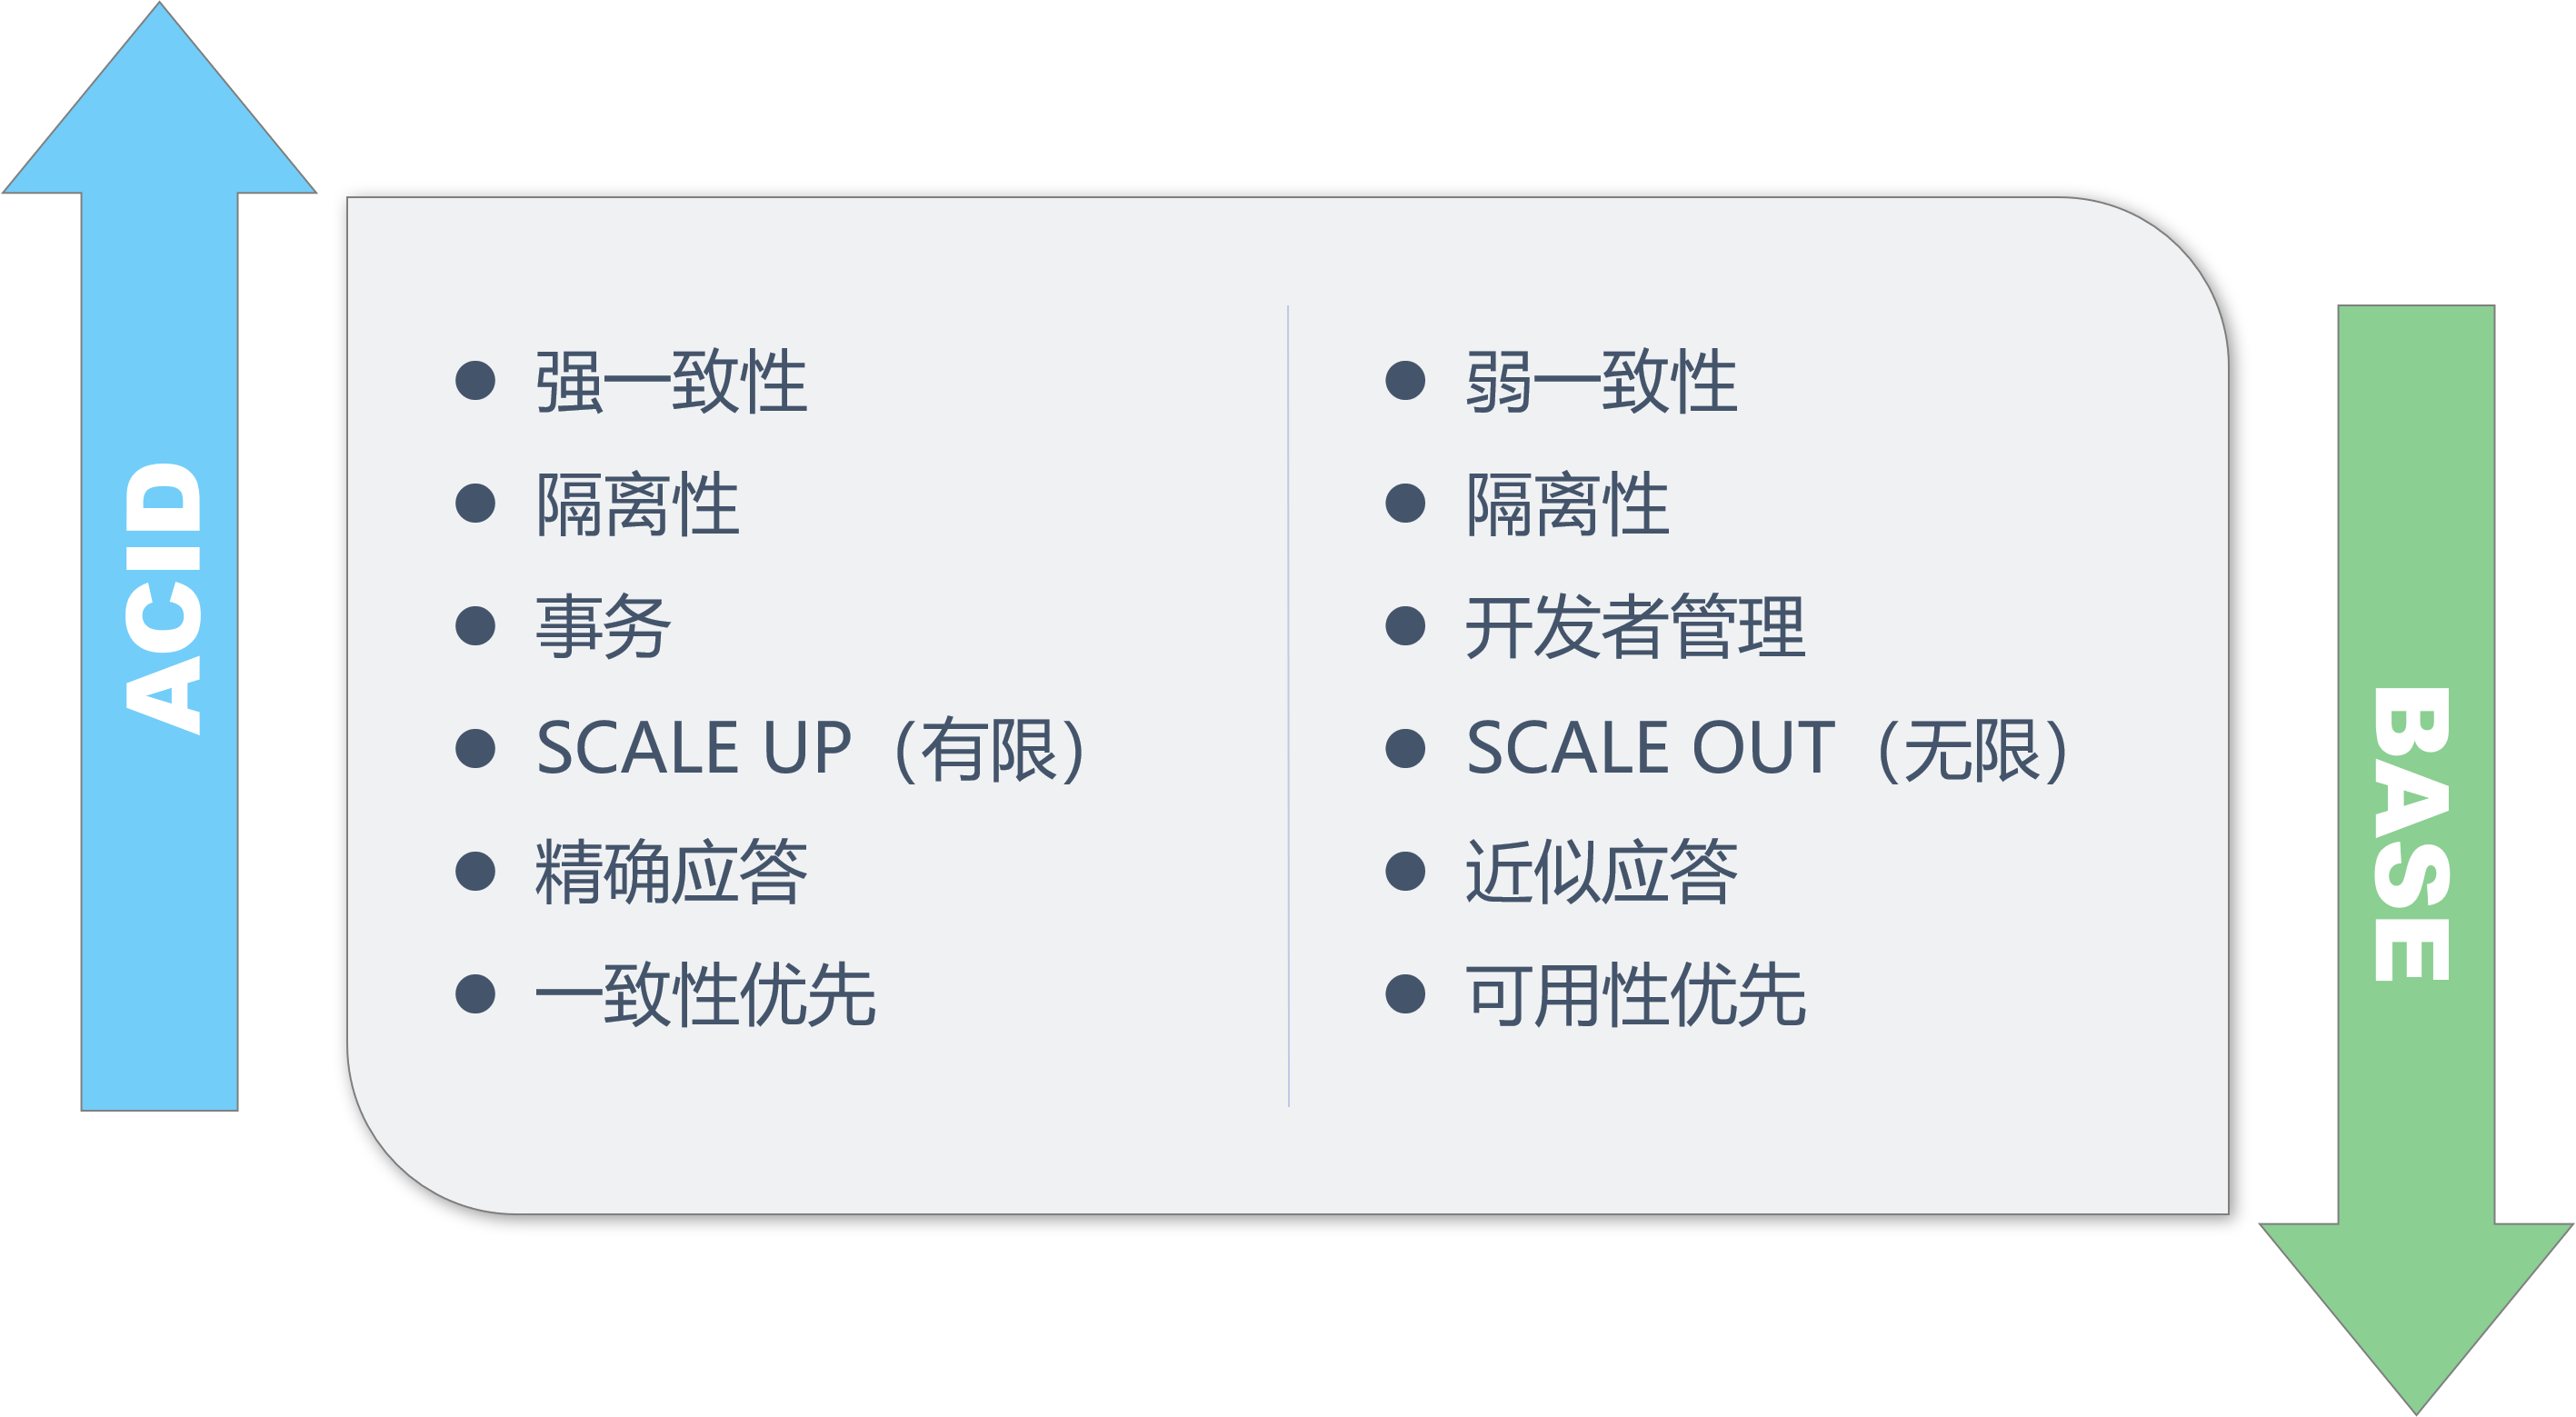 ACID
● 强一致性
● 隔离性
● 事务
● SCALE UP（有限）
● 精确应答
● 一致性优先
● 弱一致性
● 隔离性
● 开发者管理
● SCALE OUT（无限）
● 近似应答
● 可用性优先
BASE